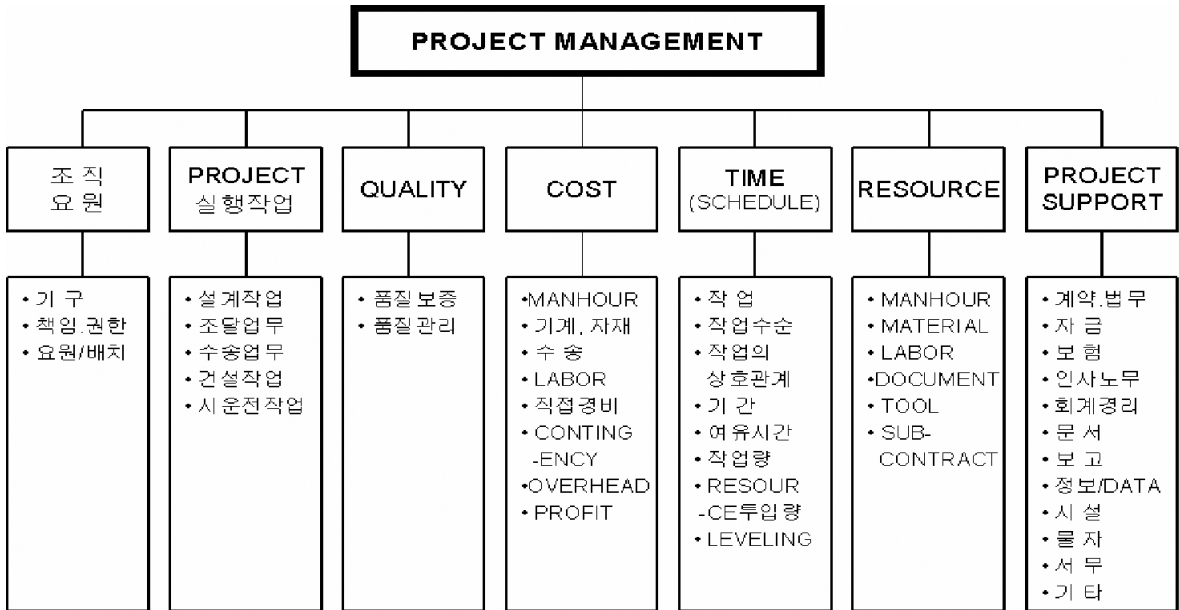 PROJECT MANAGEMENT
조 직
요 원
PROJECT
실행작업
QUALITY
COST
TIME
(SCHEDULE)
RESOURCE
PROJECT
SUPPORT
• 기 구
• 책임.권한
• 요원/배치
• 설계작업
• 조달업무
• 수송업무
• 건설작업
• 시운전작업
• 품질보증
• 품질관리
•MANHOUR
• 기계, 자재
• 수 송
• LABOR
• 직접경비
• CONTING
-ENCY
•OVERHEAD
• PROFIT
• 작 업
• 작업수순
• 작업의
상호관계
• 기 간
• 여유시간
• 작업량
• RESOUR
-CE투입량
• LEVELING
• MANHOUR
• MATERIAL
• LABOR
•DOCUMENT
• TOOL
• SUB-
CONTRACT
• 계약.법무
• 자 금
• 보 험
• 인사노무
• 회계경리
• 문 서
• 보 고
• 정보/DATA
• 시 설
• 물 자
• 서 무
• 기 타